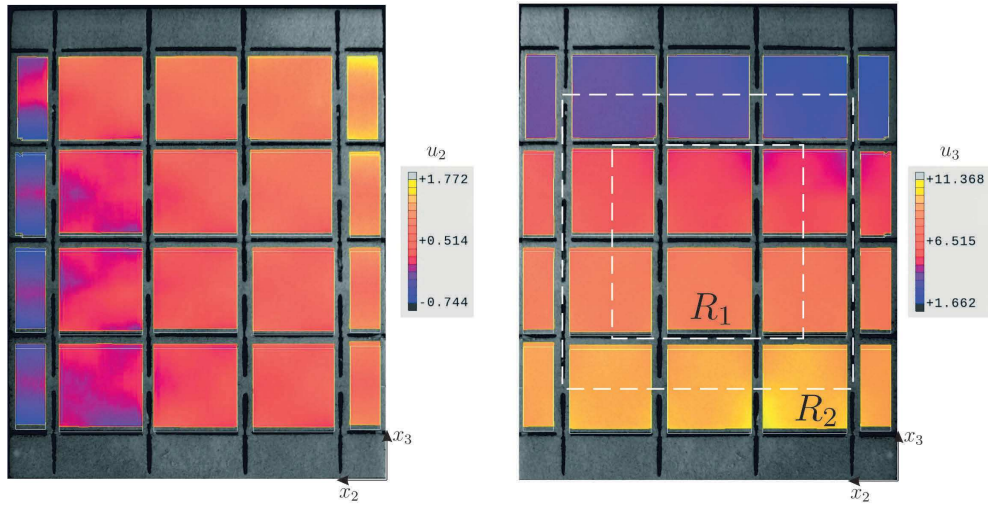 u₂
+1.772
+0.514
-0.744
x₃
x₂
R₁
R₂
u₃
+11.368
+6.515
+1.662
x₃
x₂